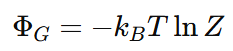 Φ_G = −k_B T ln Z